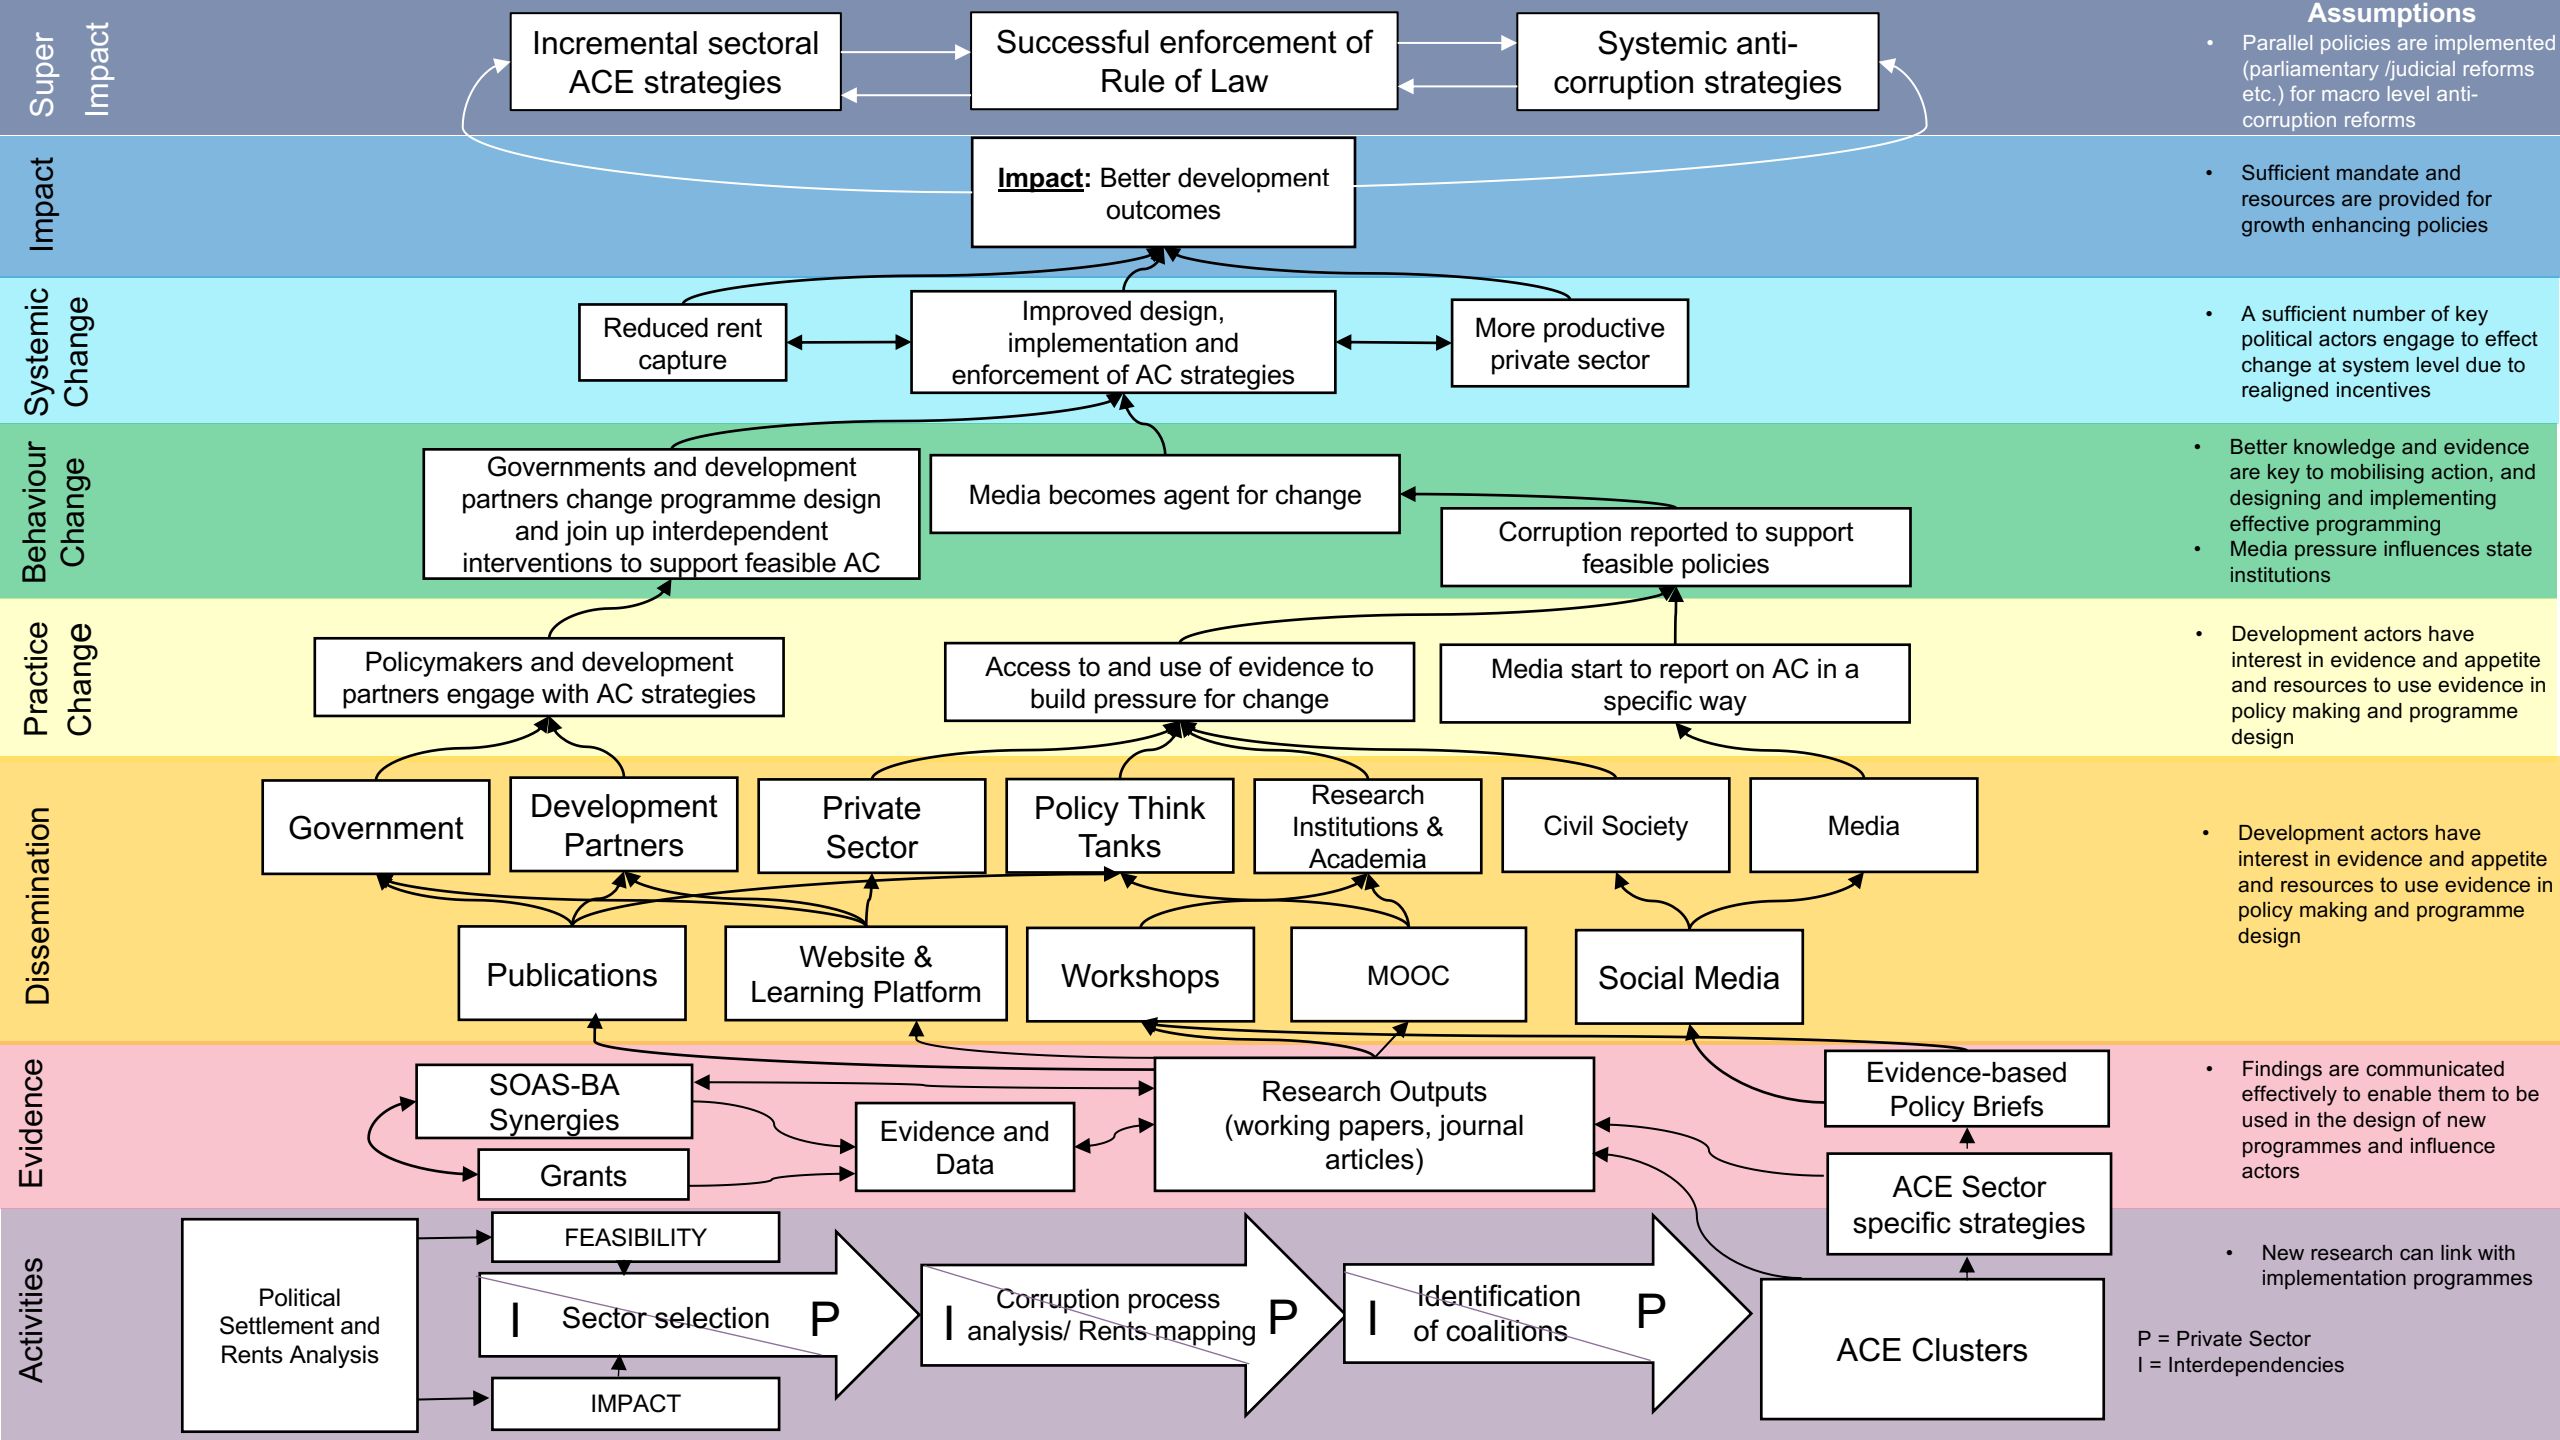 Super
Impact
Incremental sectoral
ACE strategies
Successful enforcement of
Rule of Law
Systemic anti-
corruption strategies
Assumptions
• Parallel policies are implemented
(parliamentary /judicial reforms
etc.) for macro level anti-
corruption reforms
Impact
Impact: Better development
outcomes
• Sufficient mandate and
resources are provided for
growth enhancing policies
Systemic
Change
Reduced rent
capture
Improved design,
implementation and
enforcement of AC strategies
More productive
private sector
• A sufficient number of key
political actors engage to effect
change at system level due to
realigned incentives
Behaviour
Change
Governments and development
partners change programme design
and join up interdependent
interventions to support feasible AC
Media becomes agent for change
Corruption reported to support
feasible policies
• Better knowledge and evidence
are key to mobilising action, and
designing and implementing
effective programming
• Media pressure influences state
institutions
Practice
Change
Policymakers and development
partners engage with AC strategies
Access to and use of evidence to
build pressure for change
Media start to report on AC in a
specific way
• Development actors have
interest in evidence and appetite
and resources to use evidence in
policy making and programme
design
Dissemination
Government
Development
Partners
Private
Sector
Policy Think
Tanks
Research
Institutions &
Academia
Civil Society
Media
Publications
Website &
Learning Platform
Workshops
MOOC
Social Media
• Development actors have
interest in evidence and appetite
and resources to use evidence in
policy making and programme
design
Evidence
SOAS-BA
Synergies
Grants
Evidence and
Data
Research Outputs
(working papers, journal
articles)
Evidence-based
Policy Briefs
ACE Sector
specific strategies
• Findings are communicated
effectively to enable them to be
used in the design of new
programmes and influence
actors
Activities
Political
Settlement and
Rents Analysis
FEASIBILITY
I Sector selection P
IMPACT
I Corruption process
analysis/ Rents mapping P
I Identification
of coalitions P
ACE Clusters
• New research can link with
implementation programmes
P = Private Sector
I = Interdependencies